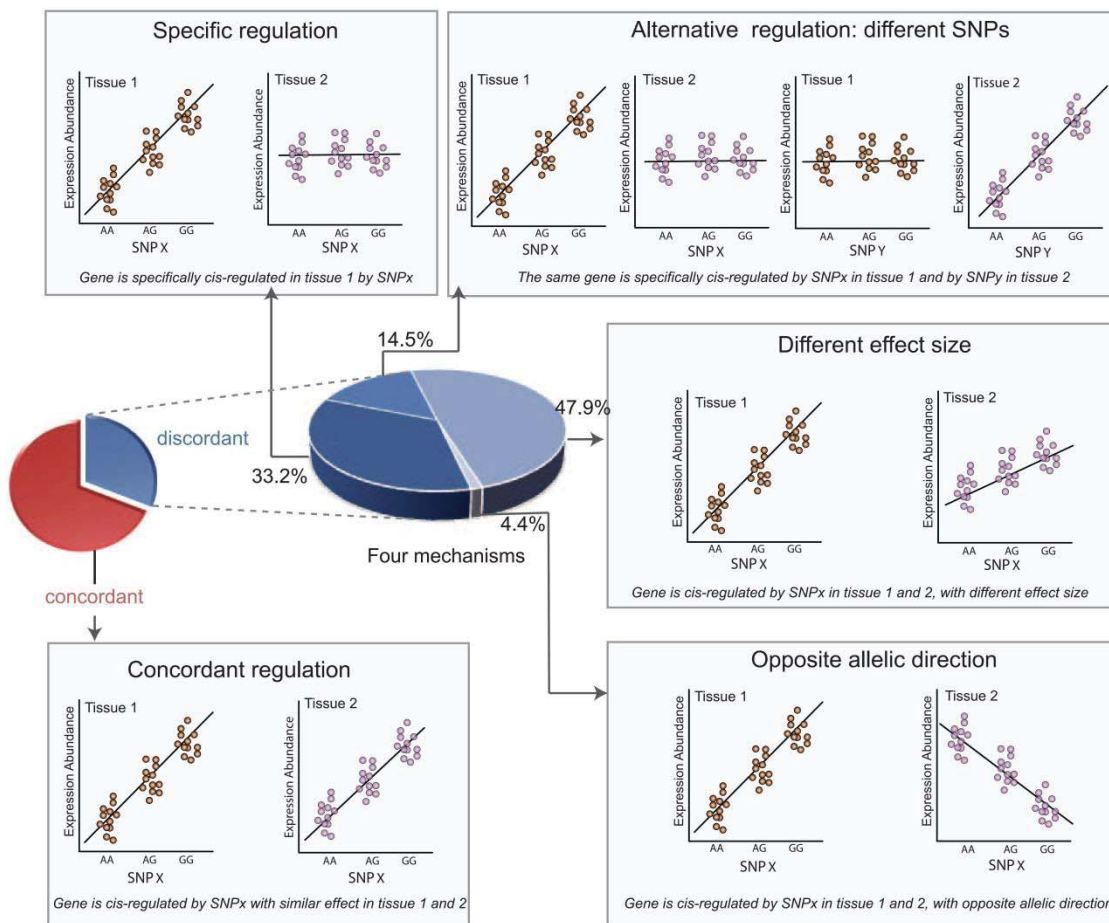 Specific regulation
Tissue 1
Tissue 2
Expression Abundance
Expression Abundance
AA AG GG
AA AG GG
SNP X
SNP X
Gene is specifically cis-regulated in tissue 1 by SNPx
Alternative regulation: different SNPs
Tissue 1
Tissue 2
Tissue 1
Tissue 2
Expression Abundance
Expression Abundance
Expression Abundance
Expression Abundance
AA AG GG
AA AG GG
AA AG GG
AA AG GG
SNP X
SNP X
SNP Y
SNP Y
The same gene is specifically cis-regulated by SNPx in tissue 1 and by SNPy in tissue 2
14.5%
47.9%
33.2%
4.4%
discordant
concordant
Four mechanisms
Different effect size
Tissue 1
Tissue 2
Expression Abundance
Expression Abundance
AA AG GG
AA AG GG
SNP X
SNP X
Gene is cis-regulated by SNPx in tissue 1 and 2, with different effect size
Concordant regulation
Tissue 1
Tissue 2
Expression Abundance
Expression Abundance
AA AG GG
AA AG GG
SNP X
SNP X
Gene is cis-regulated by SNPx with similar effect in tissue 1 and 2
Opposite allelic direction
Tissue 1
Tissue 2
Expression Abundance
Expression Abundance
AA AG GG
AA AG GG
SNP X
SNP X
Gene is cis-regulated by SNPx in tissue 1 and 2, with opposite allelic direction